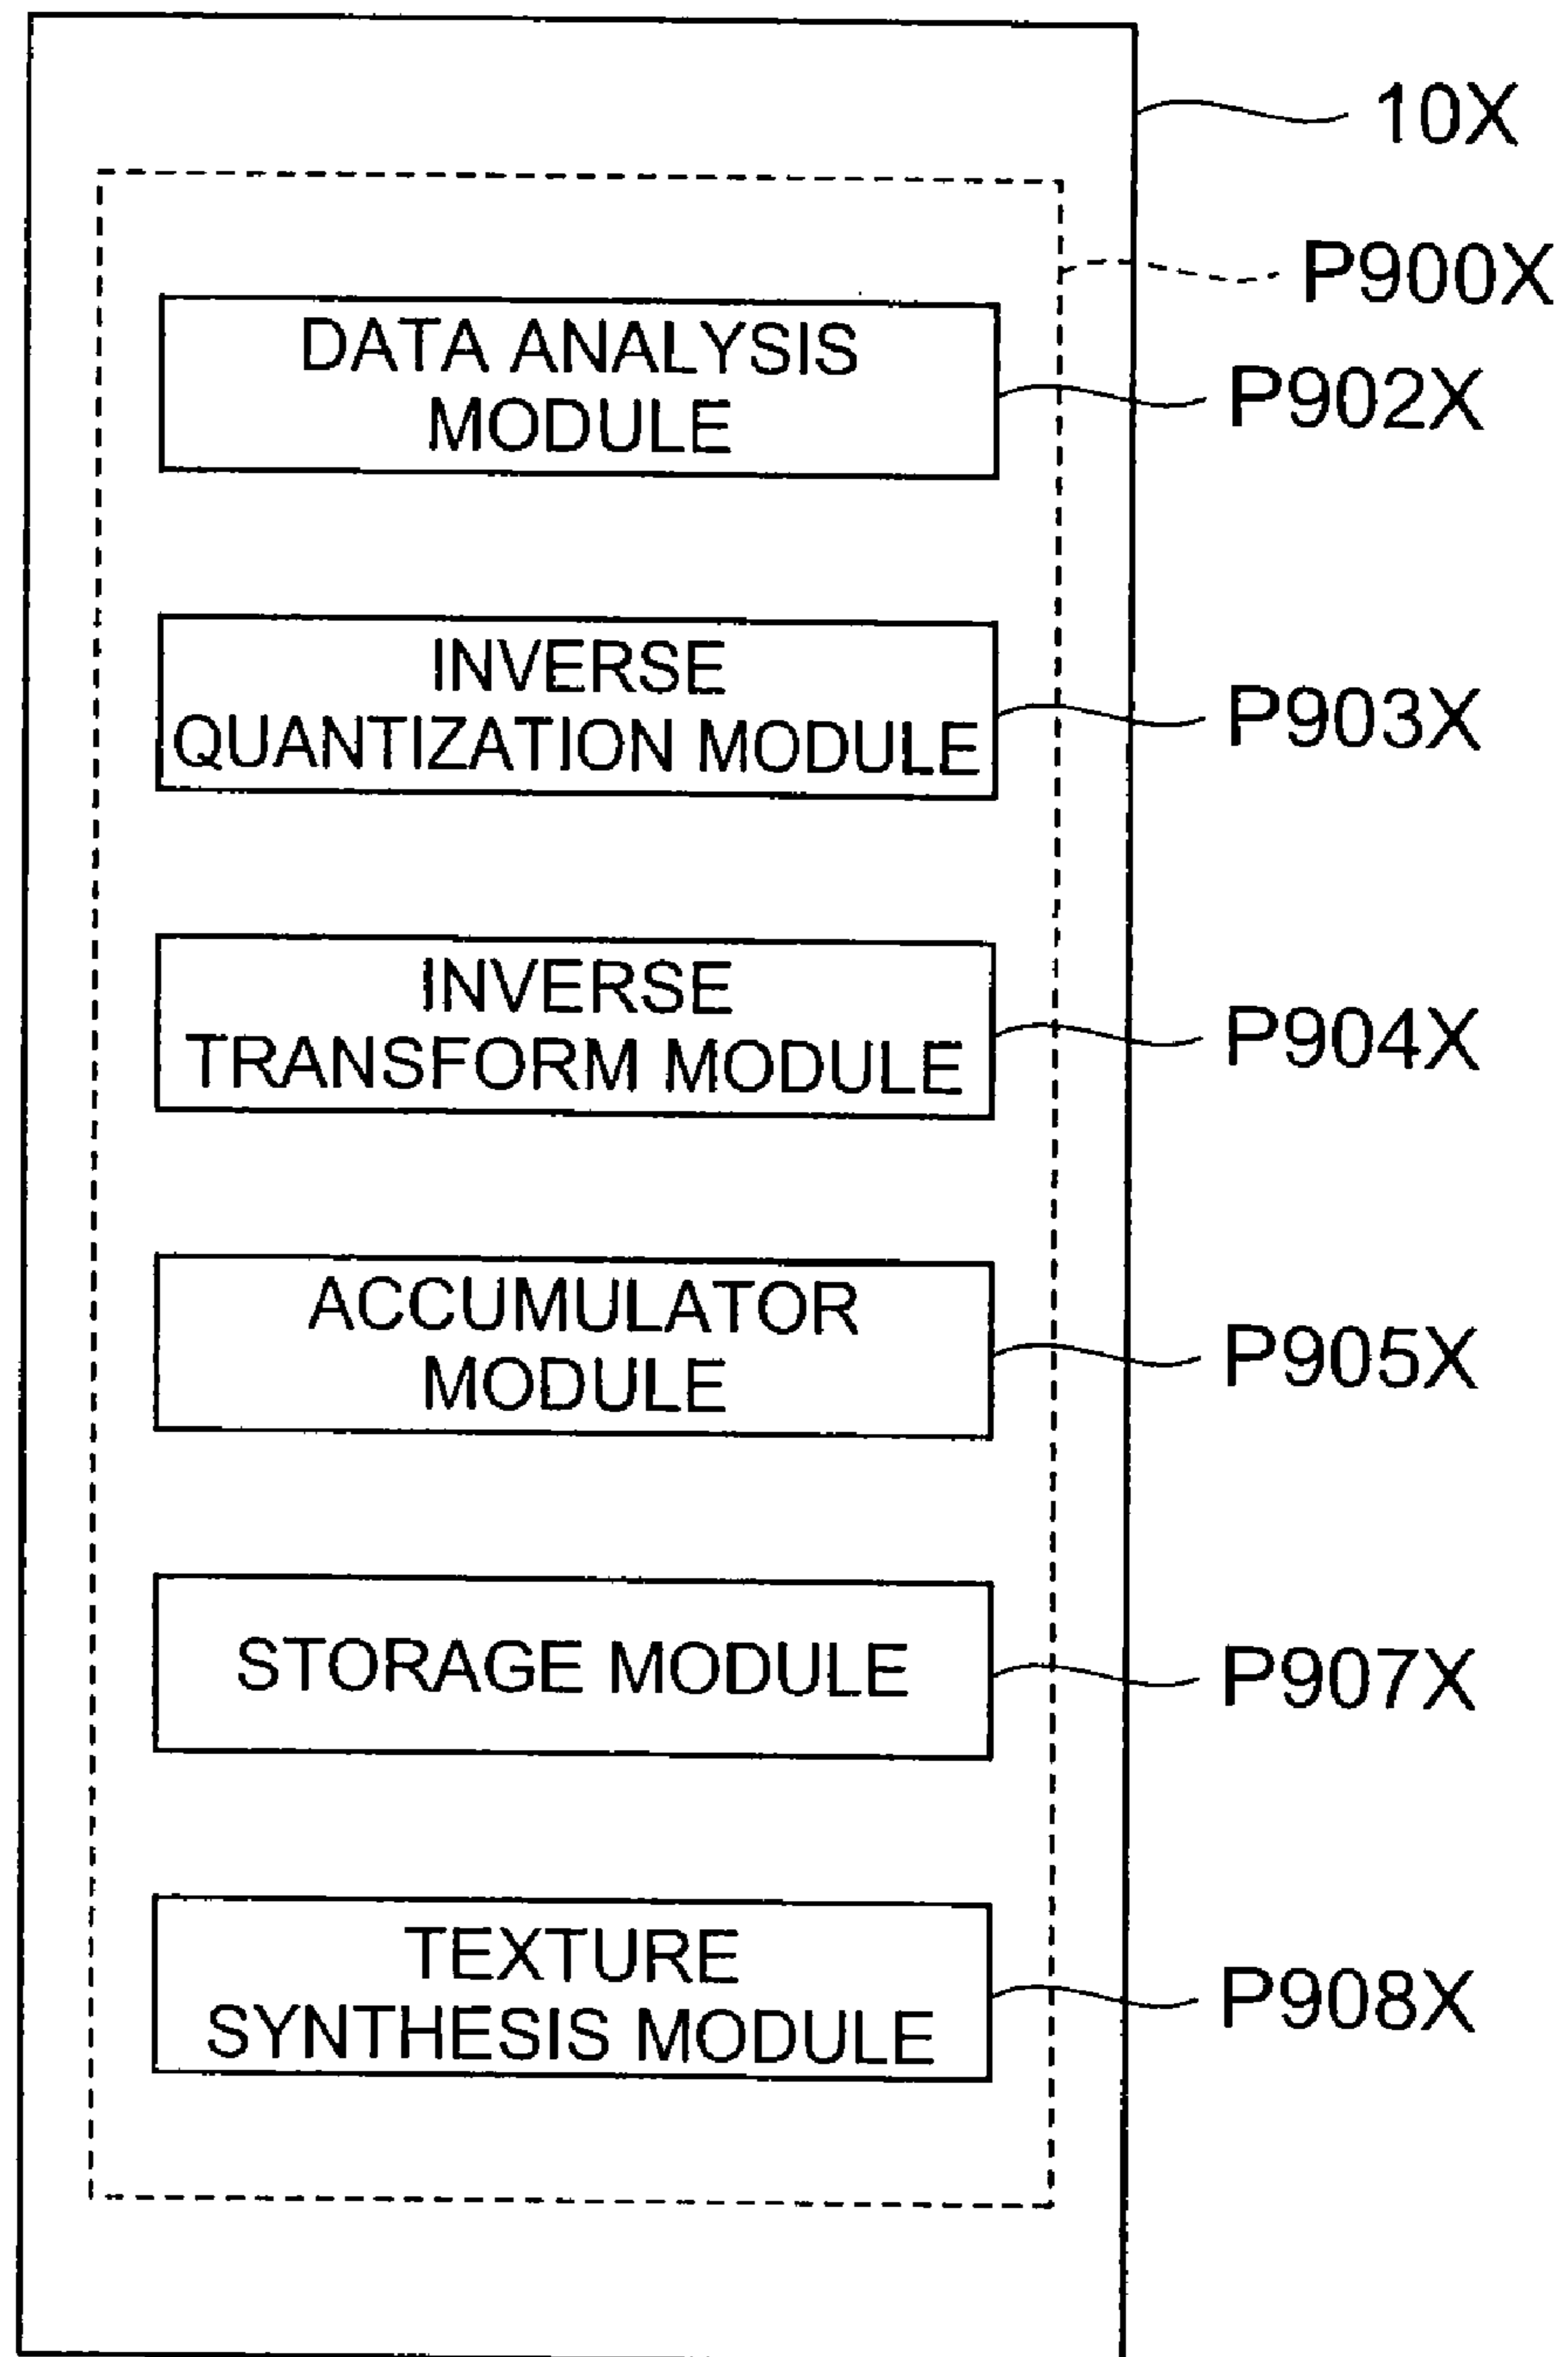 10X
P900X
DATA ANALYSIS
MODULE
P902X
INVERSE
QUANTIZATION MODULE
P903X
INVERSE
TRANSFORM MODULE
P904X
ACCUMULATOR
MODULE
P905X
STORAGE MODULE
P907X
TEXTURE
SYNTHESIS MODULE
P908X